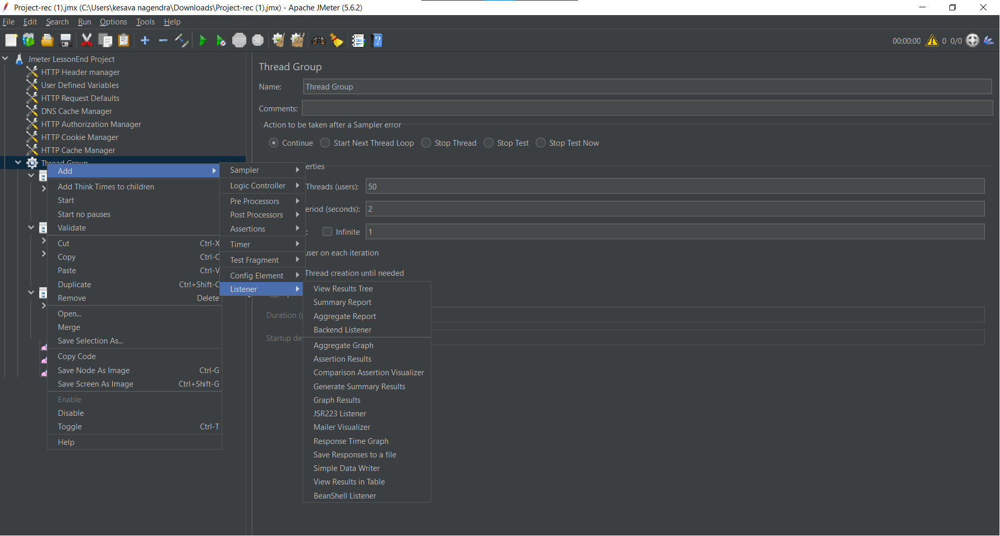 Project-rec (1).jmx (C:\Users\kesava nagendra\Downloads\Project-rec (1).jmx) - Apache JMeter (5.6.2)
File Edit Search Run Options Tools Help
STOP
00:00:00 0 0/0
Jmeter LessonEnd Project
HTTP Header manager
User Defined Variables
HTTP Request Defaults
DNS Cache Manager
HTTP Authorization Manager
HTTP Cookie Manager
HTTP Cache Manager
Thread Group
Add
Add Think Times to children
Start
Start no pauses
Validate
Cut Ctrl-X
Copy Ctrl-C
Paste Ctrl-V
Duplicate Ctrl+Shift-C
Remove Delete
Open...
Merge
Save Selection As...
Copy Code
Save Node As Image Ctrl-G
Save Screen As Image Ctrl+Shift-G
Enable
Disable
Toggle Ctrl-T
Help
Sampler
Logic Controller
Pre Processors
Post Processors
Assertions
Timer
Test Fragment
Config Element
Listener
View Results Tree
Summary Report
Aggregate Report
Backend Listener
Aggregate Graph
Assertion Results
Comparison Assertion Visualizer
Generate Summary Results
Graph Results
JSR223 Listener
Mailer Visualizer
Response Time Graph
Save Responses to a file
Simple Data Writer
View Results in Table
BeanShell Listener
Thread Group
Name: Thread Group
Comments:
Action to be taken after a Sampler error
Continue Start Next Thread Loop Stop Thread Stop Test Stop Test Now
erties
Threads (users): 50
eriod (seconds): 2
: Infinite 1
user on each iteration
Thread creation until needed
Duration (s
Startup de